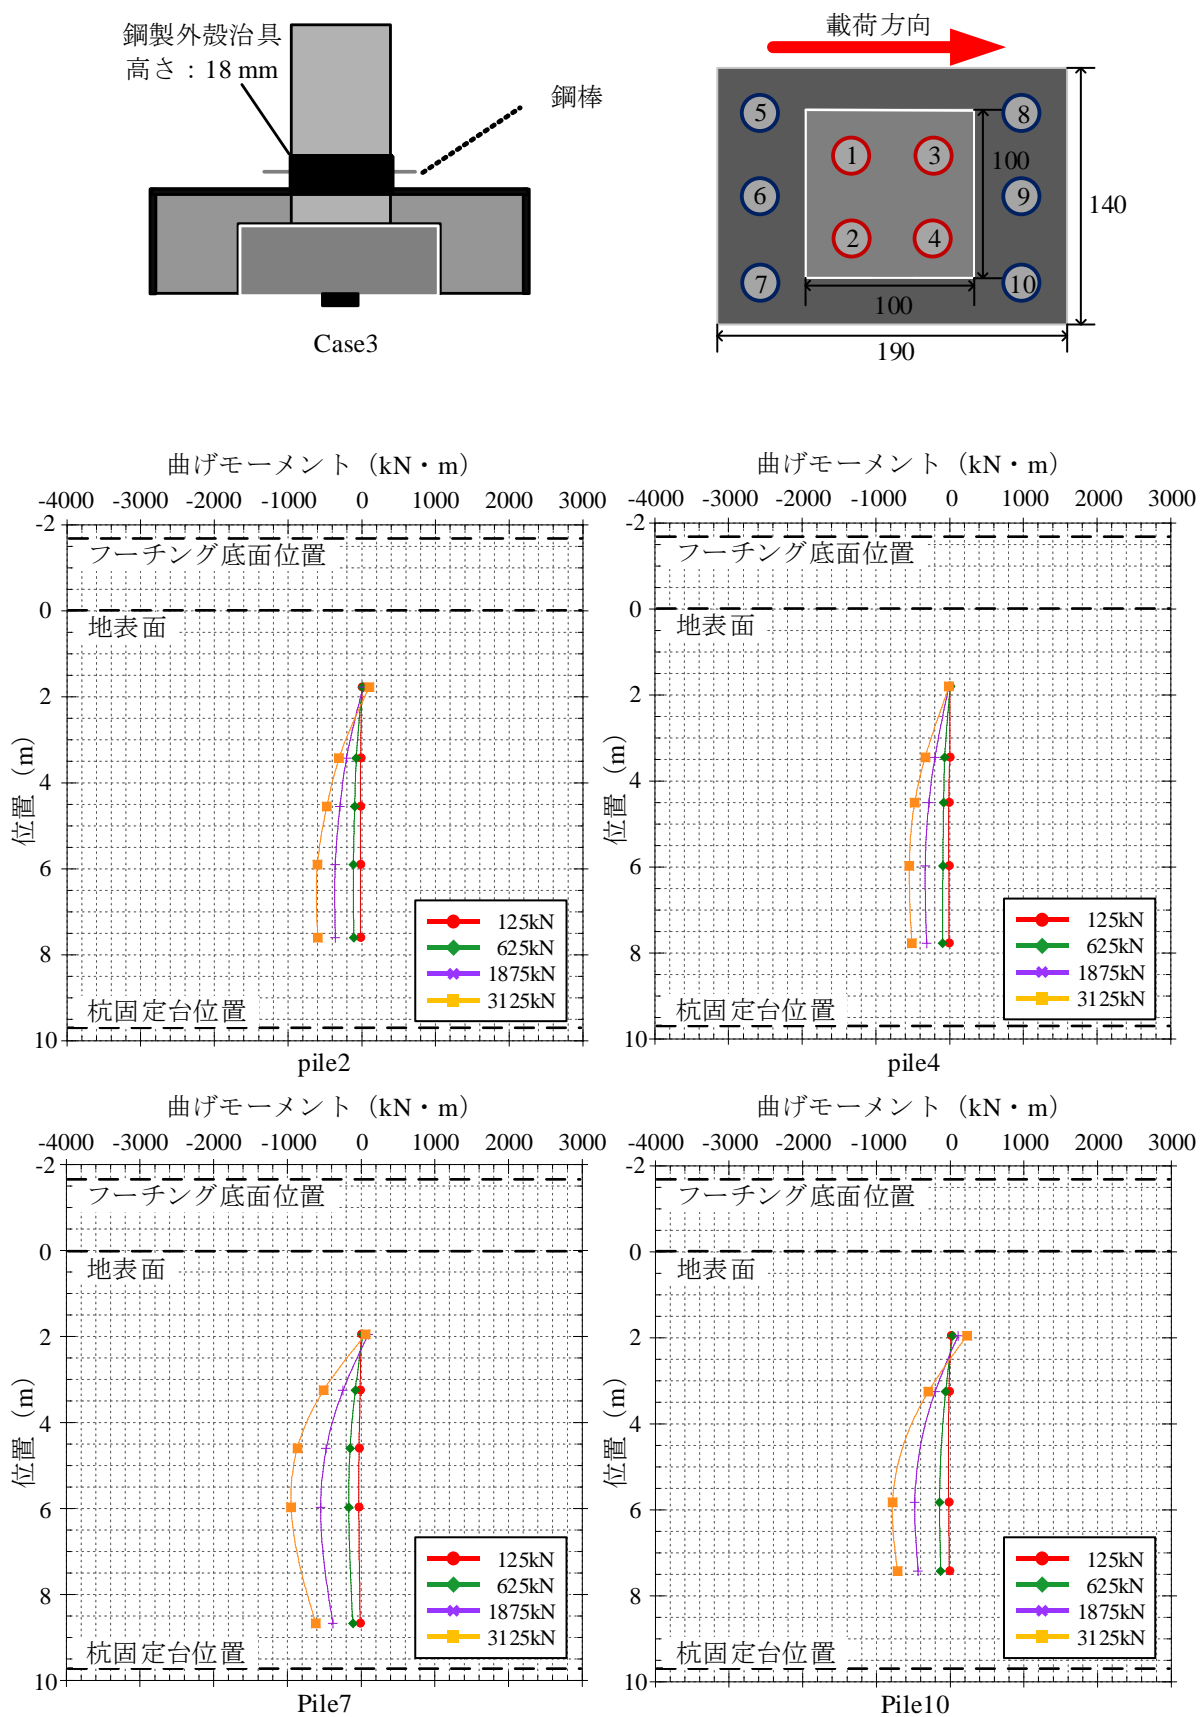 鋼製外殻治具
高さ：18 mm
鋼棒
Case3
載荷方向
5
8
1
3
100
6
9
140
2
4
7
10
100
190
曲げモーメント（kN・m）
-4000 -3000 -2000 -1000 0 1000 2000 3000
-2
フーチング底面位置
0
地表面
2
4
位置（m）
6
8
125kN
625kN
1875kN
3125kN
杭固定台位置
10
pile2
曲げモーメント（kN・m）
-4000 -3000 -2000 -1000 0 1000 2000 3000
-2
フーチング底面位置
0
地表面
2
4
位置（m）
6
8
125kN
625kN
1875kN
3125kN
杭固定台位置
10
pile4
曲げモーメント（kN・m）
-4000 -3000 -2000 -1000 0 1000 2000 3000
-2
フーチング底面位置
0
地表面
2
4
位置（m）
6
8
125kN
625kN
1875kN
3125kN
杭固定台位置
10
Pile7
曲げモーメント（kN・m）
-4000 -3000 -2000 -1000 0 1000 2000 3000
-2
フーチング底面位置
0
地表面
2
4
位置（m）
6
8
125kN
625kN
1875kN
3125kN
杭固定台位置
10
Pile10